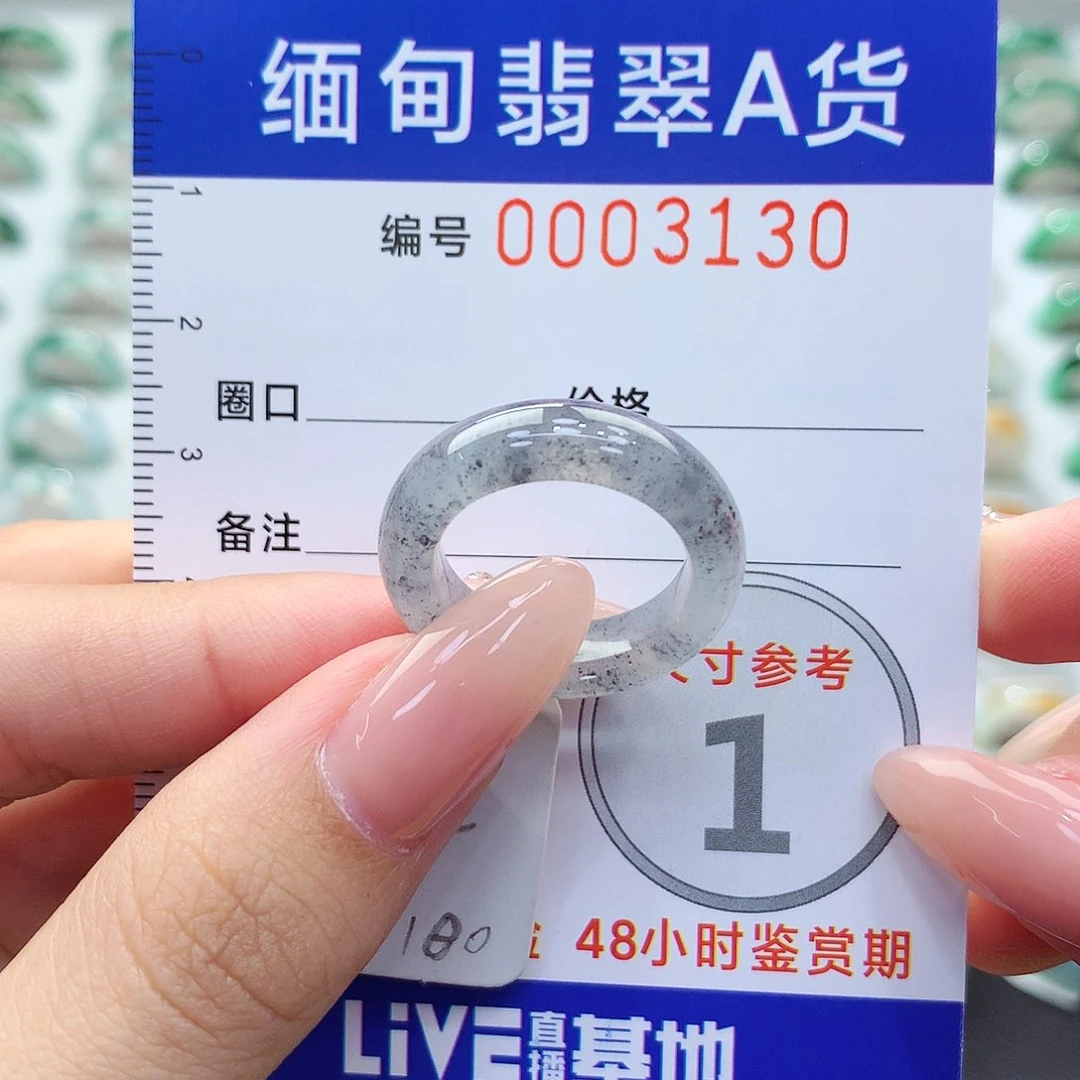 缅甸翡翠A货
0
1
编号 0003130
2
圈口 价格
3
备注
寸参考
1
180
48小时鉴赏期
LiVE直播基地